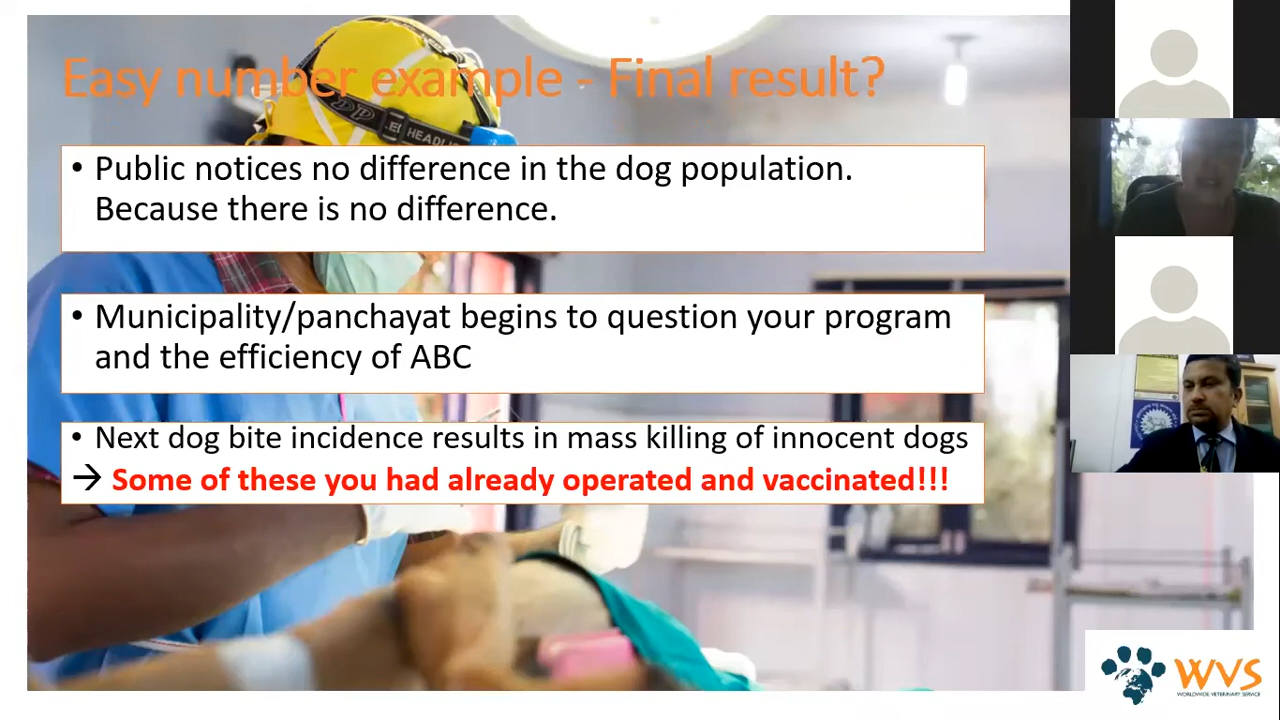 Easy number example - Final result?
• Public notices no difference in the dog population.
Because there is no difference.
• Municipality/panchayat begins to question your program
and the efficiency of ABC
• Next dog bite incidence results in mass killing of innocent dogs
→ Some of these you had already operated and vaccinated!!!
WVS
WORLDWIDE VETERINARY SERVICE